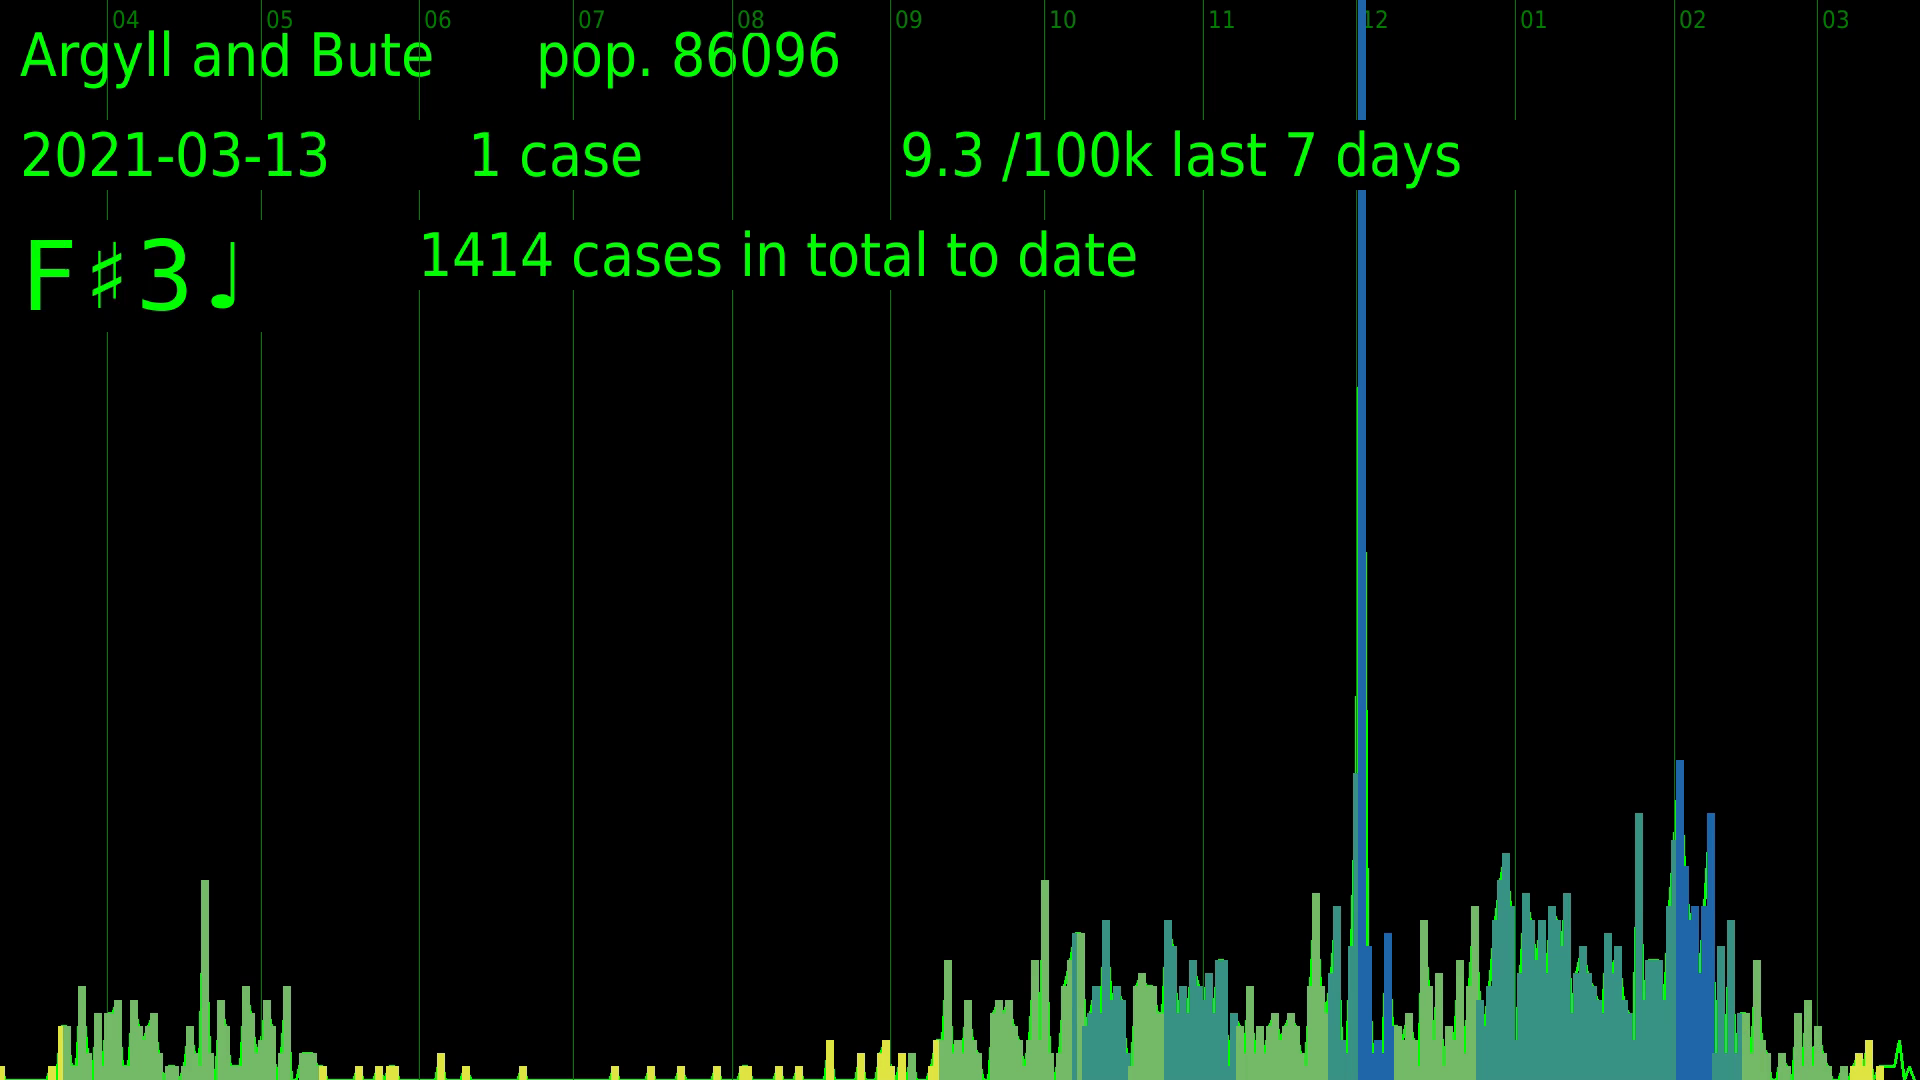 04 05 06 07 08 09 10 11 12 01 02 03
Argyll and Bute pop. 86096
2021-03-13 1 case 9.3 /100k last 7 days
F♯3♩ 1414 cases in total to date